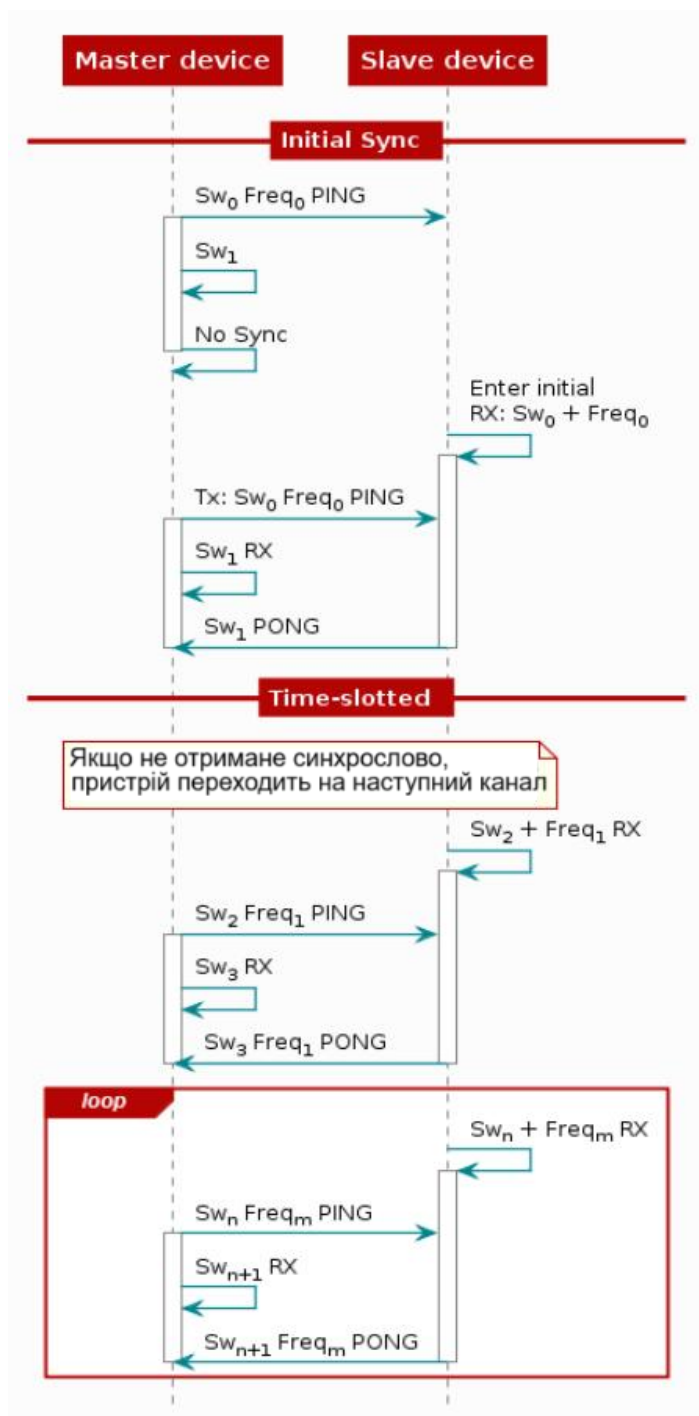 Master device Slave device
Initial Sync
Sw₀ Freq₀ PING
Sw₁
No Sync
Enter initial
RX: Sw₀ + Freq₀
Tx: Sw₀ Freq₀ PING
Sw₁ RX
Sw₁ PONG
Time-slotted
Якщо не отримане синхрослово,
пристрій переходить на наступний канал
Sw₂ + Freq₁ RX
Sw₂ Freq₁ PING
Sw₃ RX
Sw₃ Freq₁ PONG
loop
Swₙ + Freqₘ RX
Swₙ Freqₘ PING
Swₙ₊₁ RX
Swₙ₊₁ Freqₘ PONG